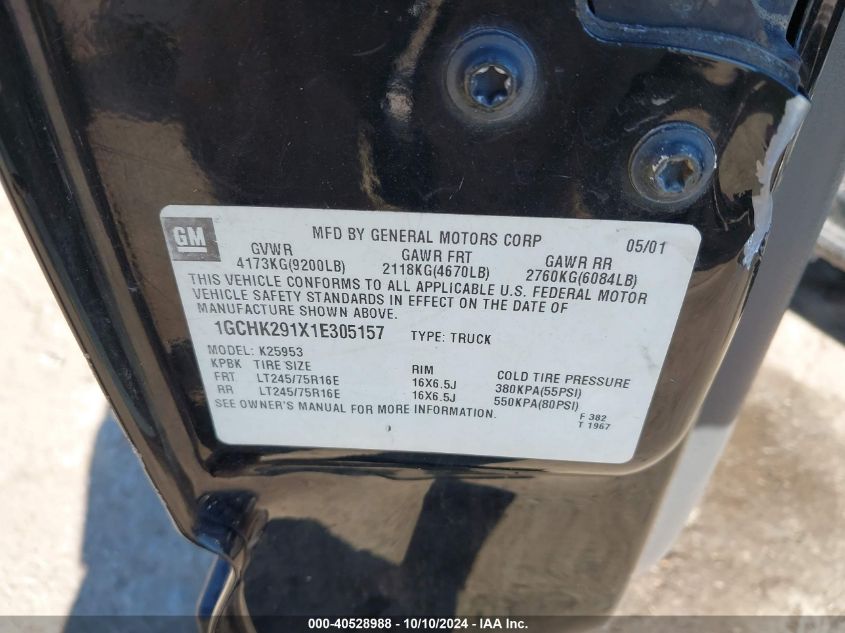 GM
MFD BY GENERAL MOTORS CORP 05/01
GVWR GAWR FRT GAWR RR
4173KG(9200LB) 2118KG(4670LB) 2760KG(6084LB)
THIS VEHICLE CONFORMS TO ALL APPLICABLE U.S. FEDERAL MOTOR
VEHICLE SAFETY STANDARDS IN EFFECT ON THE DATE OF
MANUFACTURE SHOWN ABOVE.
1GCHK291X1E305157 TYPE: TRUCK
MODEL: K25953
KPBK TIRE SIZE RIM COLD TIRE PRESSURE
FRT LT245/75R16E 16X6.5J 380KPA(55PSI)
RR LT245/75R16E 16X6.5J 550KPA(80PSI)
SEE OWNER'S MANUAL FOR MORE INFORMATION.
F 382
T 1967
000-40528988 - 10/10/2024 - IAA Inc.